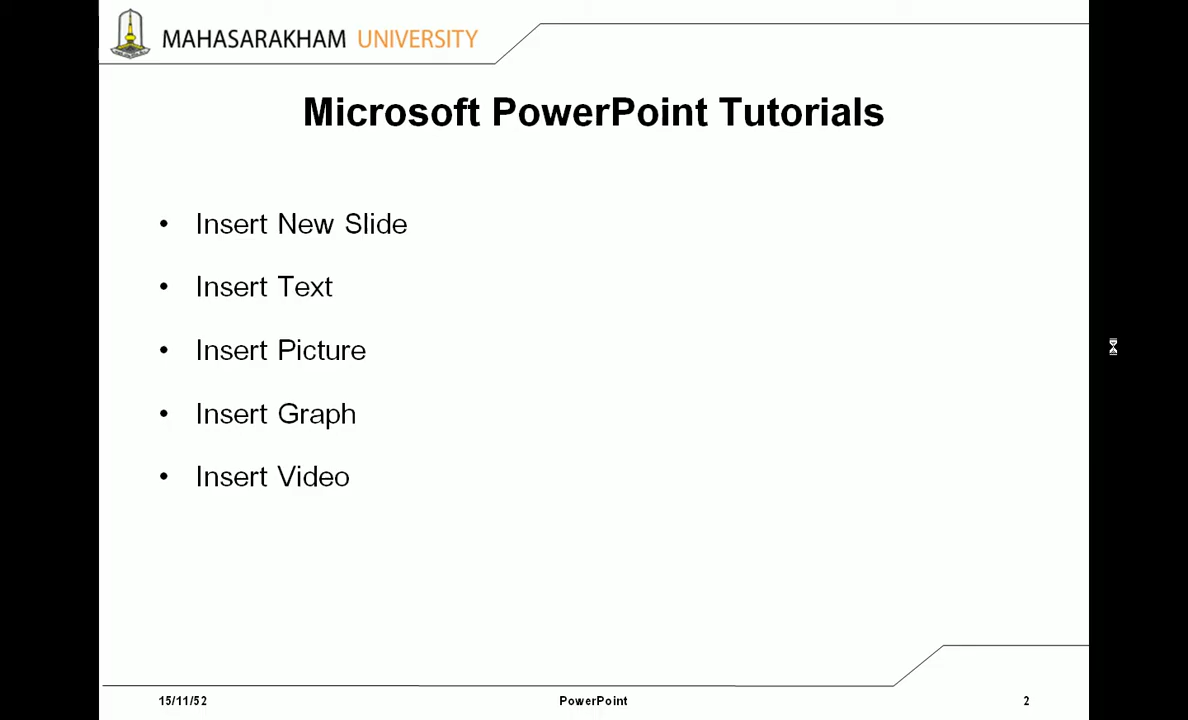 MAHASARAKHAM UNIVERSITY
Microsoft PowerPoint Tutorials
• Insert New Slide
• Insert Text
• Insert Picture
• Insert Graph
• Insert Video
15/11/52 PowerPoint 2